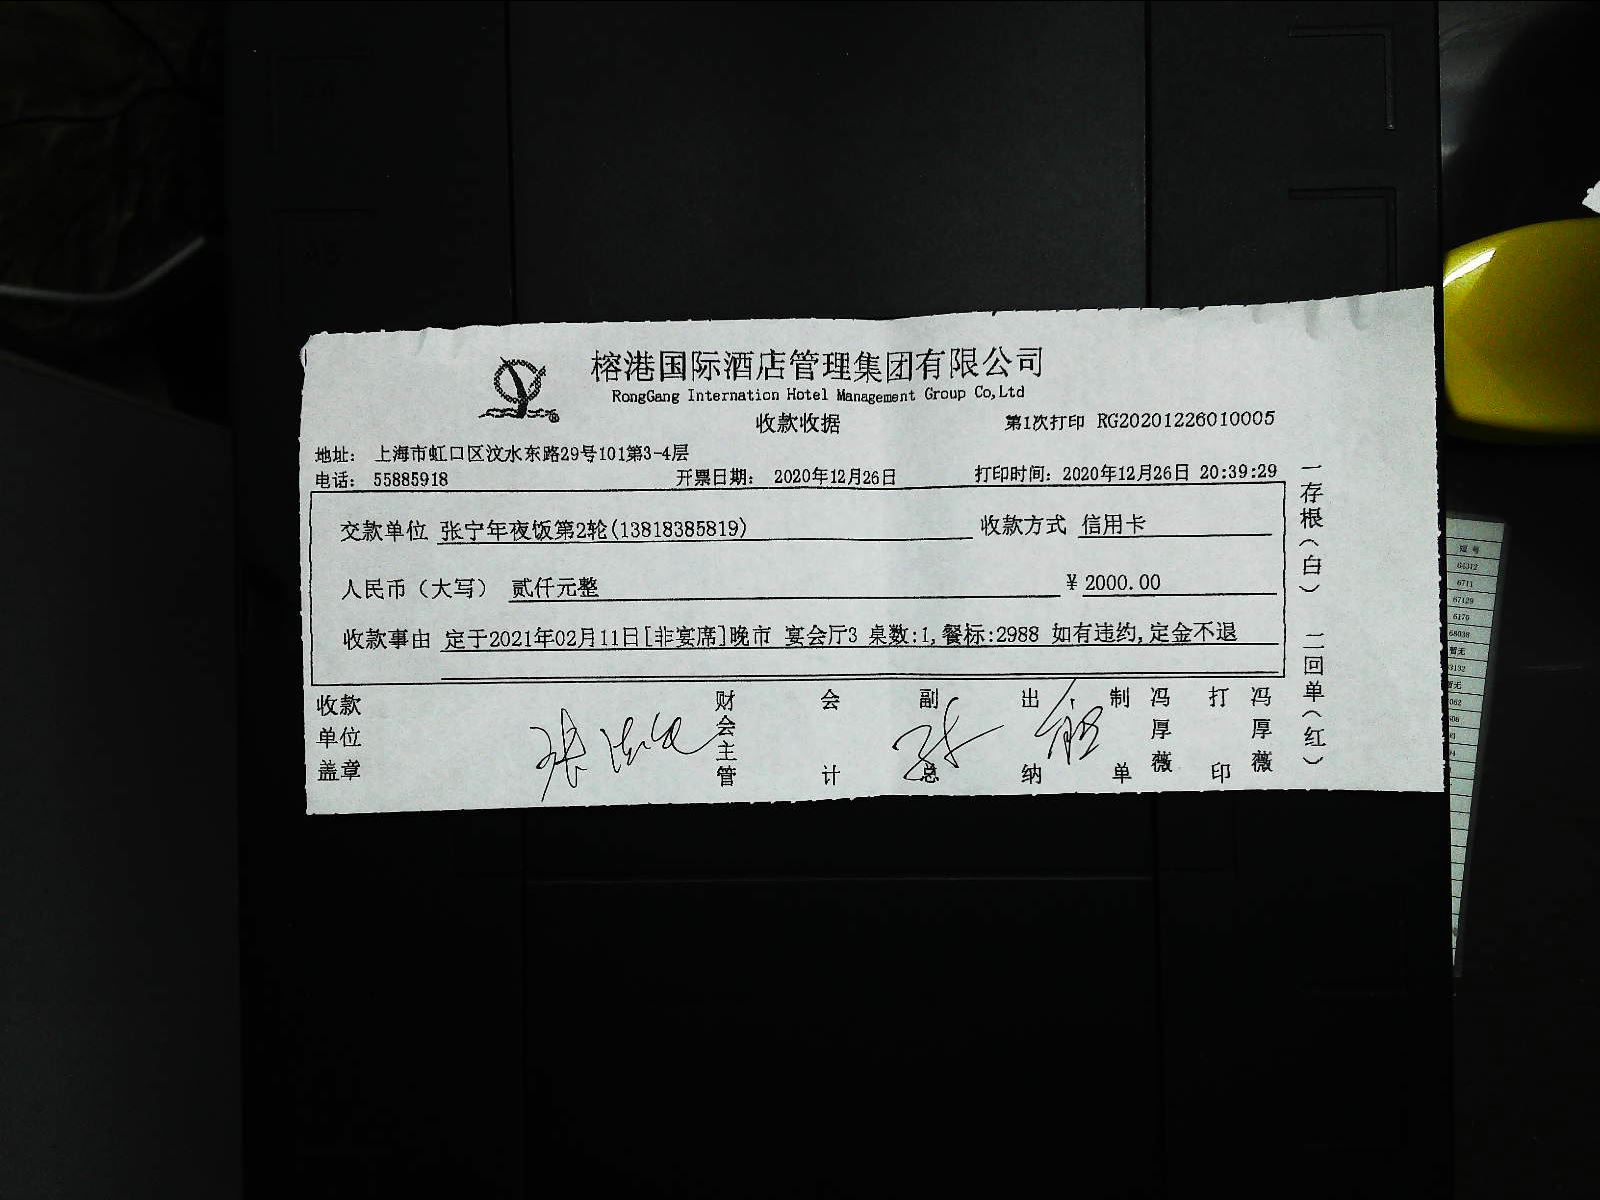 榕港国际酒店管理集团有限公司
RongGang Internation Hotel Management Group Co,Ltd
收款收据
第1次打印 RG20201226010005
地址: 上海市虹口区汶水东路29号101第3-4层
电话: 55885918 开票日期: 2020年12月26日 打印时间: 2020年12月26日 20:39:29
交款单位 张宁年夜饭第2轮(13818385819) 收款方式 信用卡
人民币(大写) 贰仟元整 ¥2000.00
收款事由 定于2021年02月11日[非宴席]晚市 宴会厅3 桌数:1,餐标:2988 如有违约,定金不退
收款单位盖章
财会主管
会计
副总
出纳
制单
冯厚薇
打印
冯厚薇
一存根(白) 二回单(红)
64312
6711
67129
6170
68038
暂无